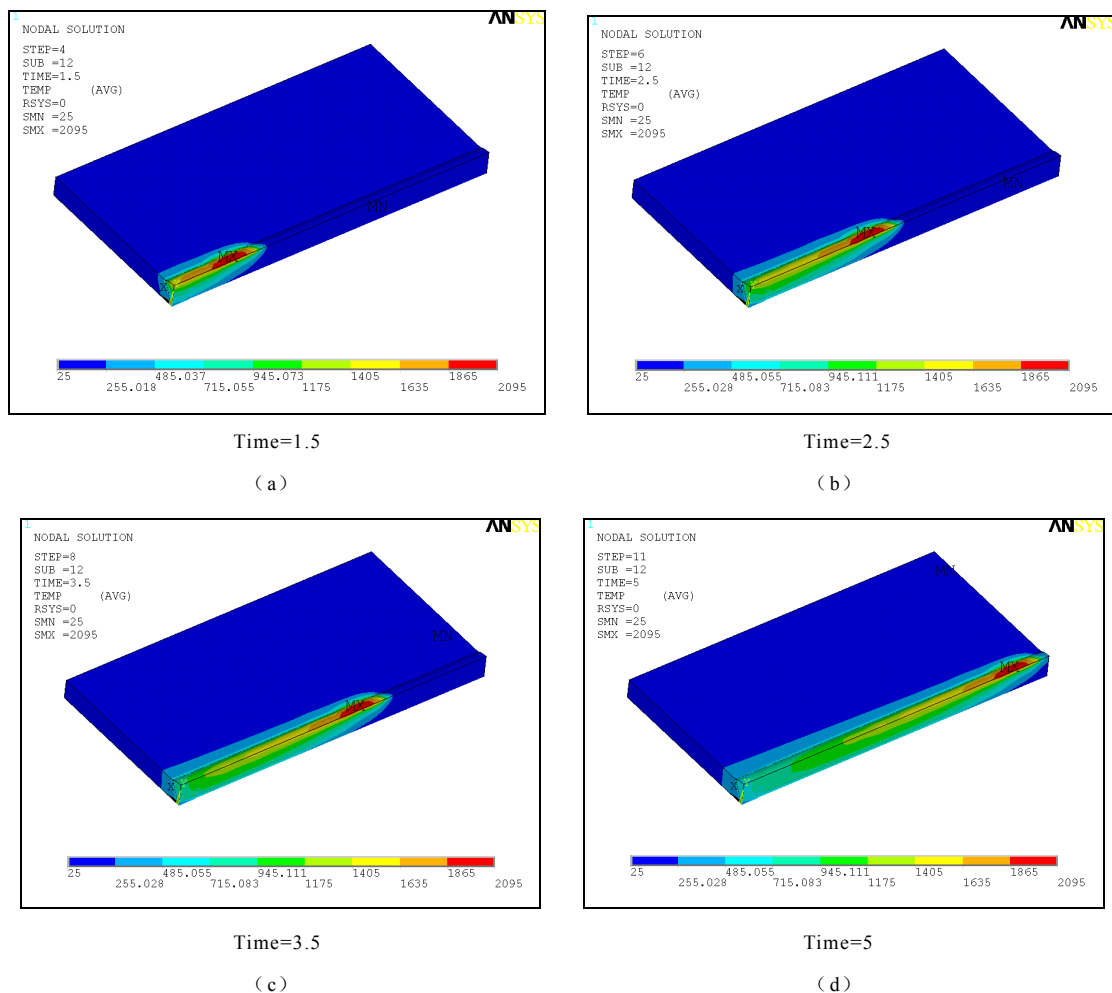 1
ANSYS
NODAL SOLUTION
STEP=4
SUB =12
TIME=1.5
TEMP (AVG)
RSYS=0
SMN =25
SMX =2095
MN
MX
X
25 485.037 945.073 1405 1865
255.018 715.055 1175 1635 2095
Time=1.5
（a）
1
ANSYS
NODAL SOLUTION
STEP=6
SUB =12
TIME=2.5
TEMP (AVG)
RSYS=0
SMN =25
SMX =2095
MN
MX
X
25 485.055 945.111 1405 1865
255.028 715.083 1175 1635 2095
Time=2.5
（b）
1
ANSYS
NODAL SOLUTION
STEP=8
SUB =12
TIME=3.5
TEMP (AVG)
RSYS=0
SMN =25
SMX =2095
MN
MX
X
25 485.055 945.111 1405 1865
255.028 715.083 1175 1635 2095
Time=3.5
（c）
1
ANSYS
NODAL SOLUTION
STEP=11
SUB =12
TIME=5
TEMP (AVG)
RSYS=0
SMN =25
SMX =2095
MN
MX
X
25 485.055 945.111 1405 1865
255.028 715.083 1175 1635 2095
Time=5
（d）